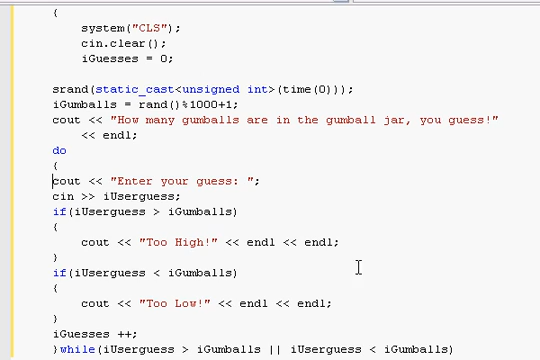 {
system("CLS");
cin.clear();
iGuesses = 0;
srand(static_cast<unsigned int>(time(0)));
iGumballs = rand()%1000+1;
cout << "How many gumballs are in the gumball jar, you guess!"
<< endl;
do
{
cout << "Enter your guess: ";
cin >> iUserguess;
if(iUserguess > iGumballs)
{
cout << "Too High!" << endl << endl;
}
if(iUserguess < iGumballs)
{
cout << "Too Low!" << endl << endl;
}
iGuesses ++;
}while(iUserguess > iGumballs || iUserguess < iGumballs)